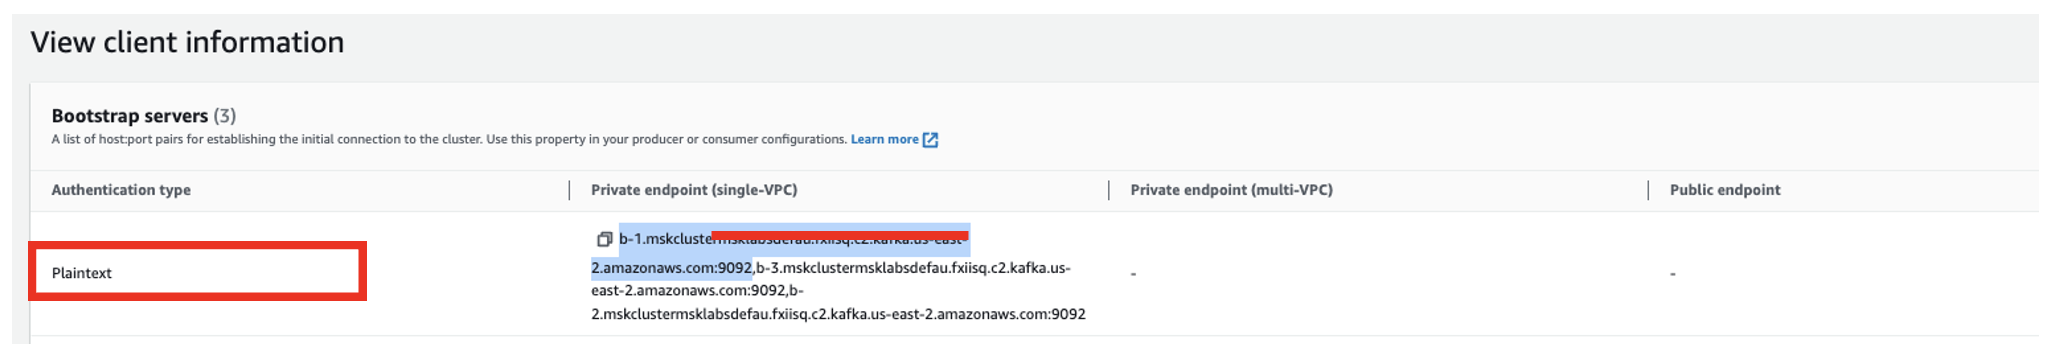 View client information
Bootstrap servers (3)
A list of host:port pairs for establishing the initial connection to the cluster. Use this property in your producer or consumer configurations. Learn more
Authentication type
Private endpoint (single-VPC)
Private endpoint (multi-VPC)
Public endpoint
Plaintext
b-1.mskclustermsklabsdefau.fxiisq.c2.kafka.us-east-
2.amazonaws.com:9092,b-3.mskclustermsklabsdefau.fxiisq.c2.kafka.us-
east-2.amazonaws.com:9092,b-
2.mskclustermsklabsdefau.fxiisq.c2.kafka.us-east-2.amazonaws.com:9092
-
-